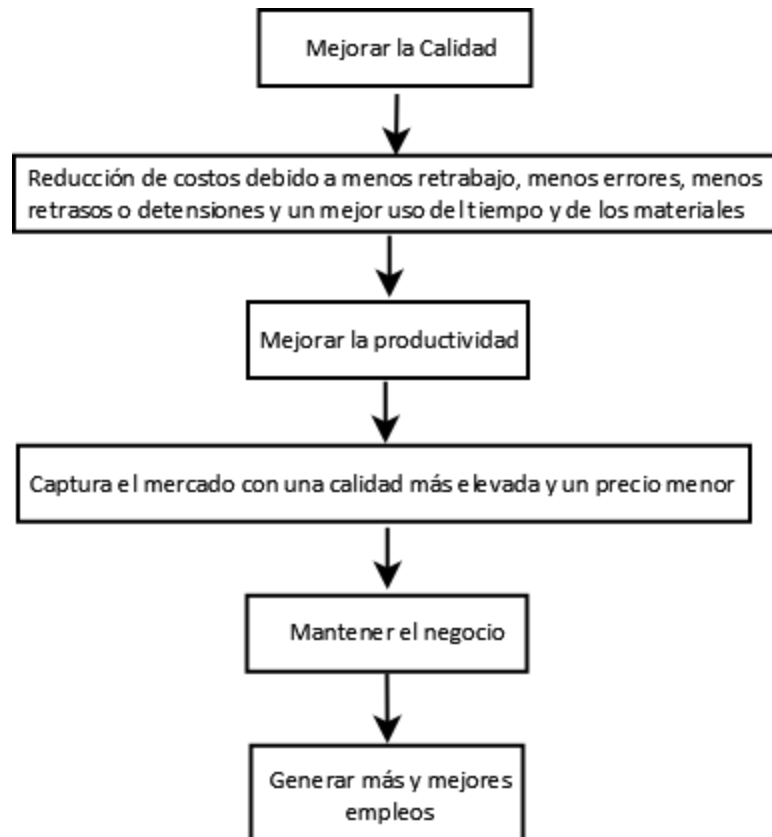 Mejorar la Calidad
Reducción de costos debido a menos retrabajo, menos errores, menos
retrasos o detensiones y un mejor uso del tiempo y de los materiales
Mejorar la productividad
Captura el mercado con una calidad más elevada y un precio menor
Mantener el negocio
Generar más y mejores
empleos